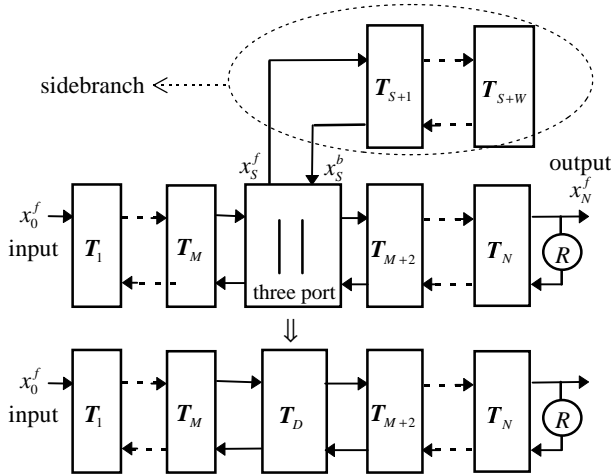 sidebranch
T_{S+1} T_{S+W}
x_S^f x_S^b output
x_0^f x_N^f
input T_1 T_M T_{M+2} T_N R
three port
⇓
x_0^f
input T_1 T_M T_D T_{M+2} T_N R